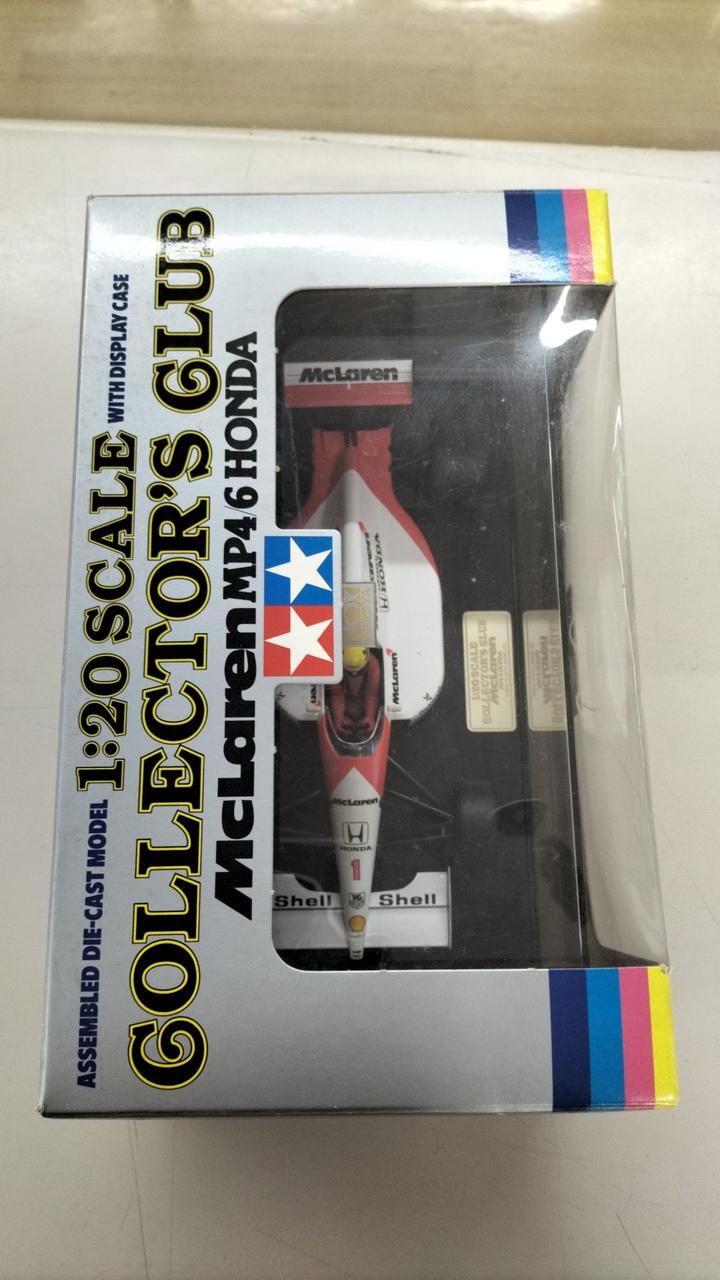 ASSEMBLED DIE-CAST MODEL 1:20 SCALE WITH DISPLAY CASE
COLLECTOR'S CLUB
McLaren MP4/6 HONDA
McLaren
HONDA
McLaren
McLaren
HONDA
1
Shell
Shell
1:20 SCALE
COLLECTOR'S CLUB
McLaren